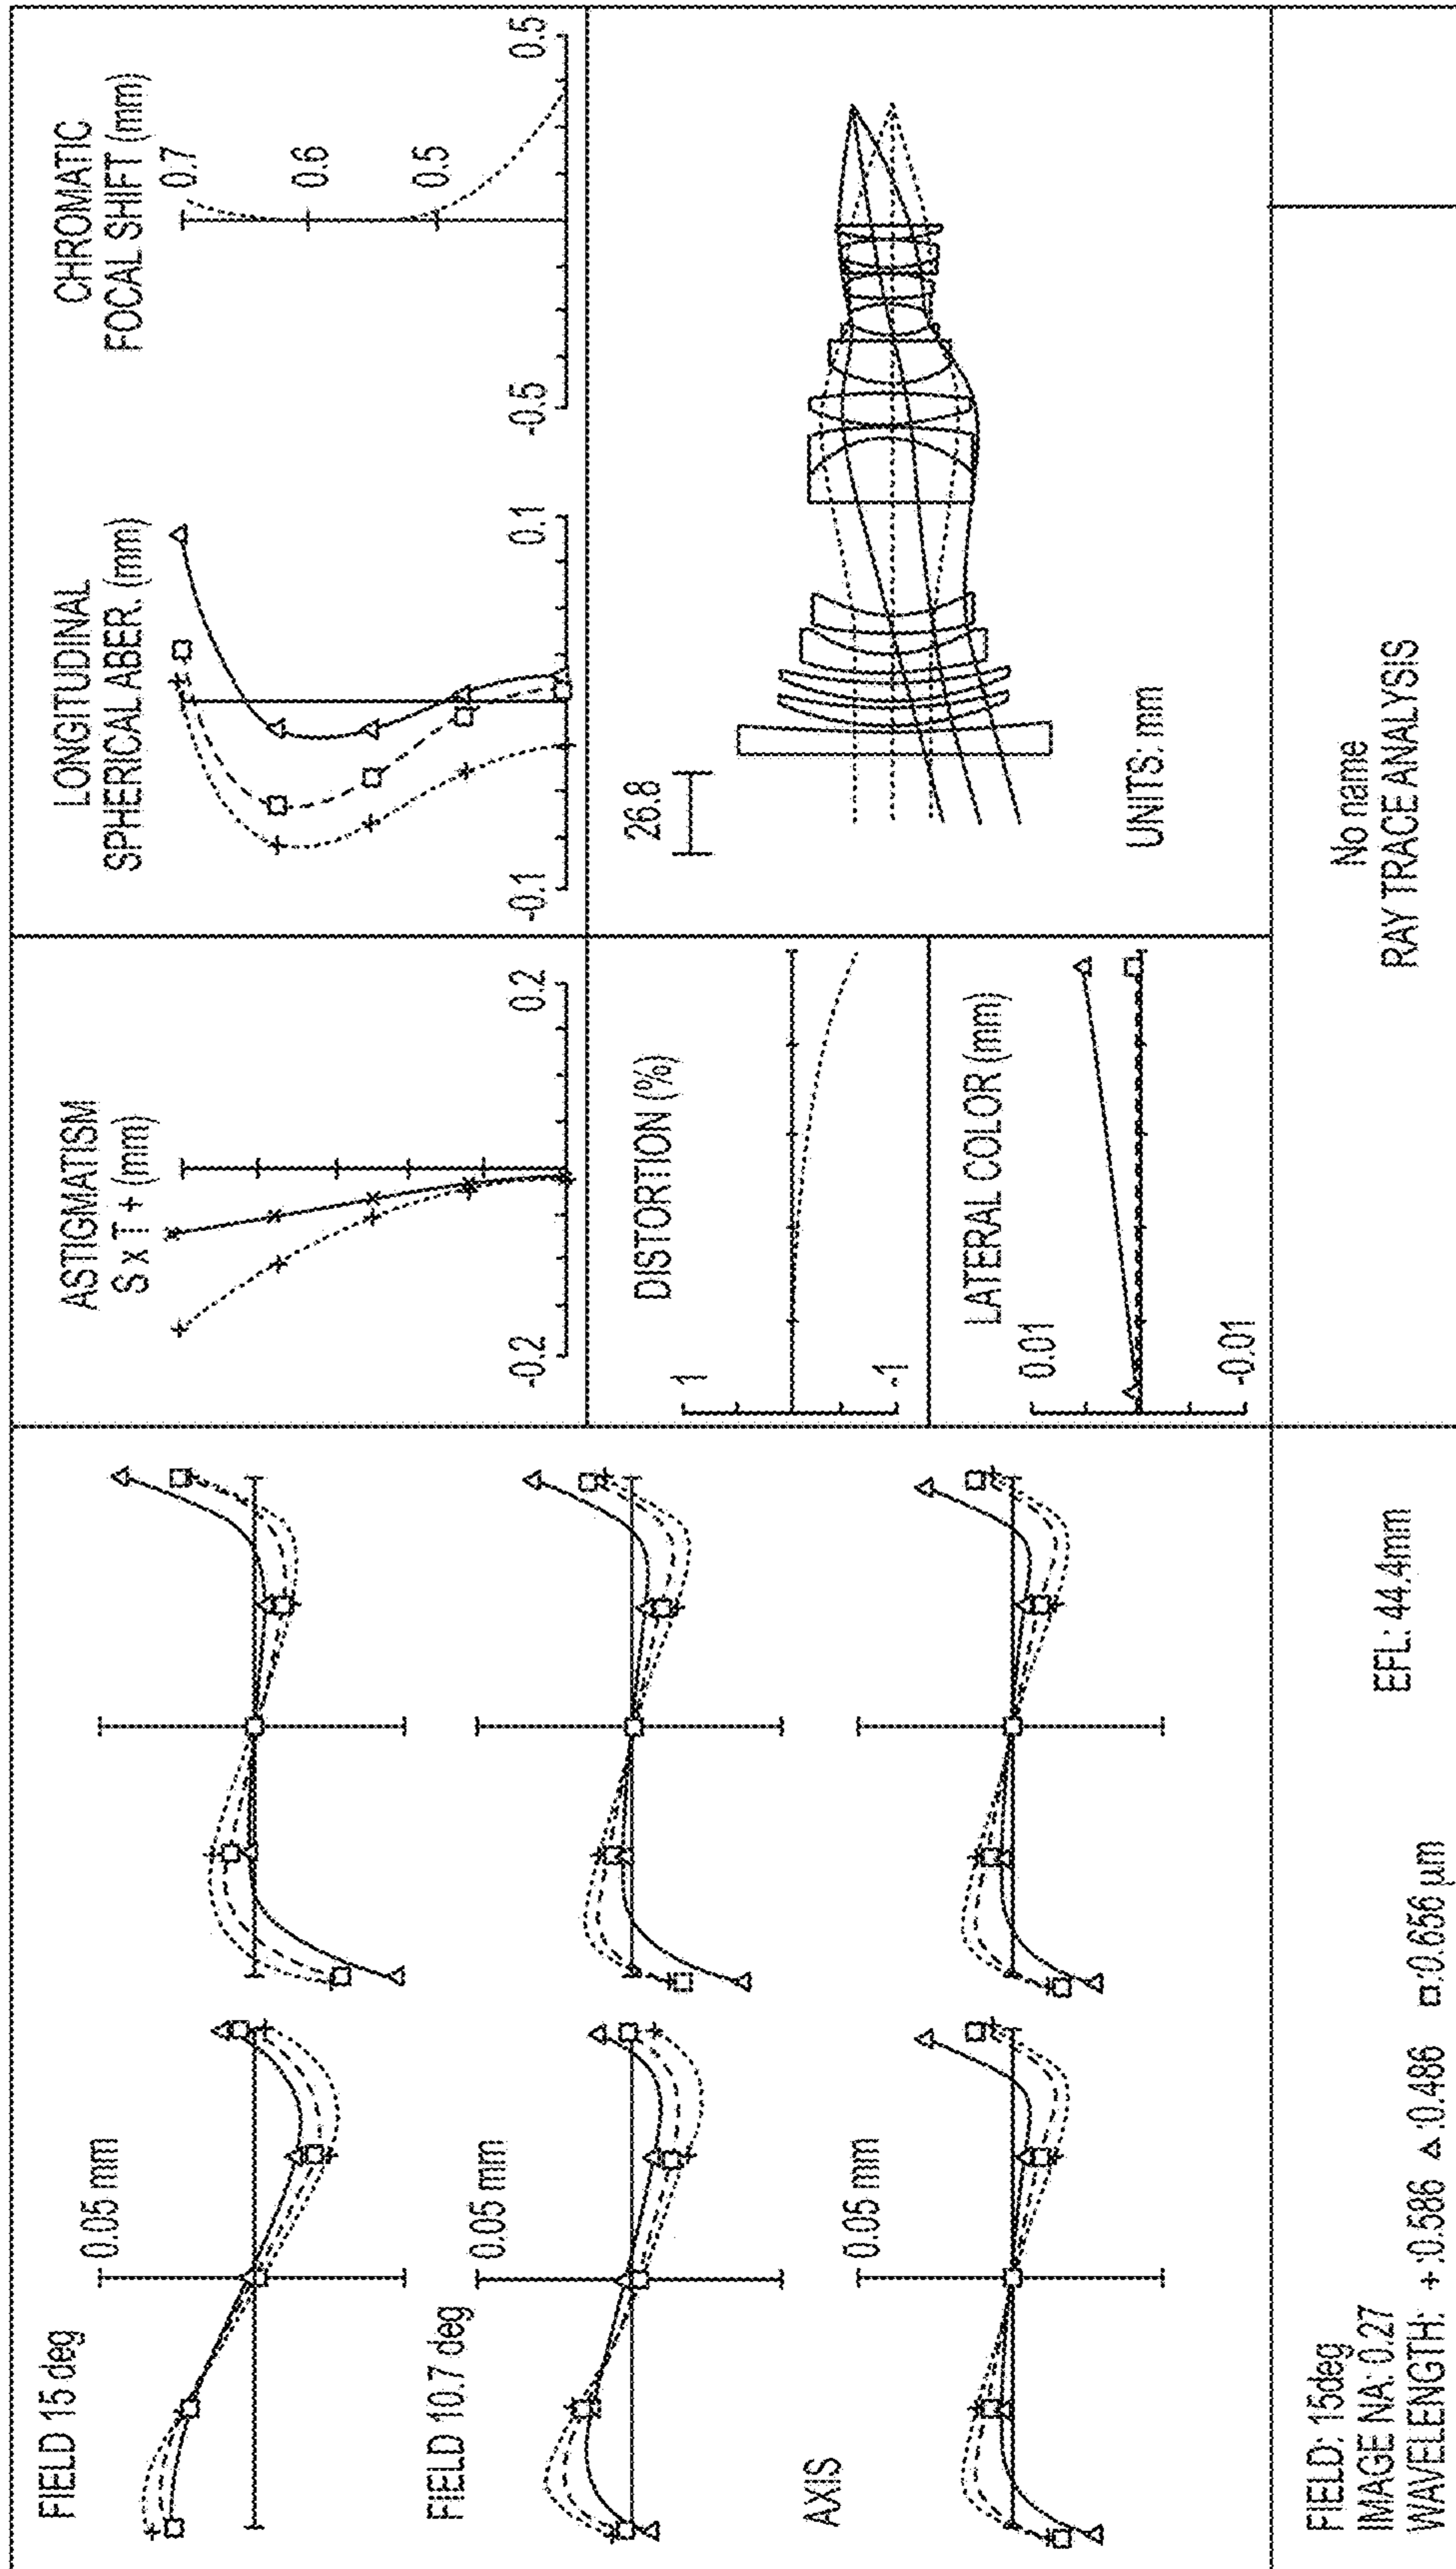 FIELD 15 deg
0.05 mm
FIELD 10.7 deg
0.05 mm
AXIS
0.05 mm
ASTIGMATISM
S x T + (mm)
-0.2
0.2
LONGITUDINAL
SPHERICAL ABER. (mm)
-0.1
0.1
CHROMATIC
FOCAL SHIFT (mm)
0.7
0.6
0.5
-0.5
0.5
DISTORTION (%)
1
-1
LATERAL COLOR (mm)
0.01
-0.01
26.8
UNITS: mm
FIELD: 15deg
IMAGE NA: 0.27
EFL: 44.4mm
WAVELENGTH: +:0.586 △:0.486 □:0.656 µm
No name
RAY TRACE ANALYSIS